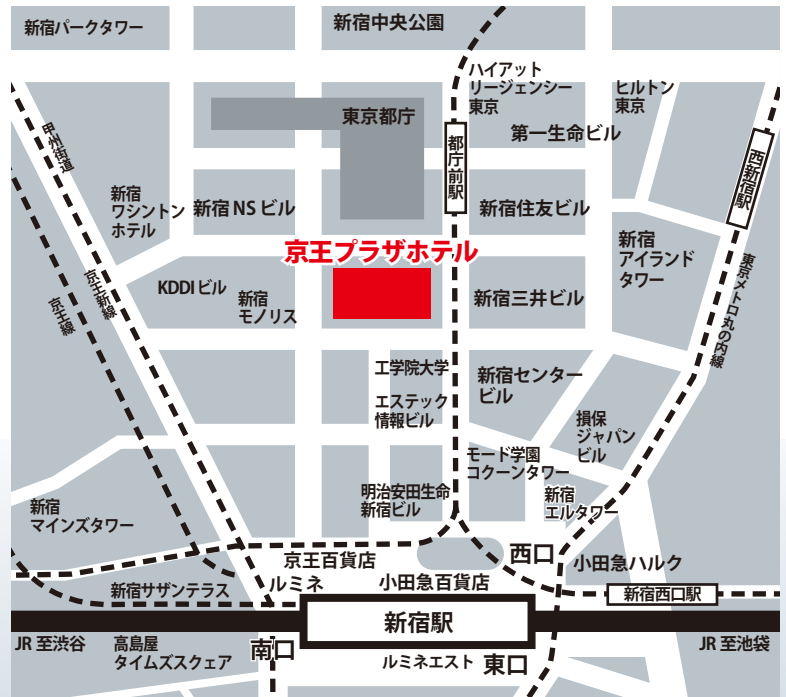 新宿パークタワー
新宿中央公園
ハイアット
リージェンシー
東京
ヒルトン
東京
東京都庁
第一生命ビル
甲州街道
都庁前駅
西新宿駅
新宿
ワシントン
ホテル
新宿NSビル
新宿住友ビル
新宿
アイランド
タワー
京王プラザホテル
KDDIビル
新宿
モノリス
新宿三井ビル
京王新線
京王線
東京メトロ丸の内線
工学院大学
新宿センター
ビル
エステック
情報ビル
損保
ジャパン
ビル
モード学園
コクーンタワー
明治安田生命
新宿ビル
新宿
エルタワー
新宿
マインズタワー
京王百貨店
西口
小田急ハルク
新宿サザンテラス
ルミネ
小田急百貨店
新宿西口駅
新宿駅
JR 至渋谷
高島屋
タイムズスクェア
南口
ルミネエスト
東口
JR 至池袋